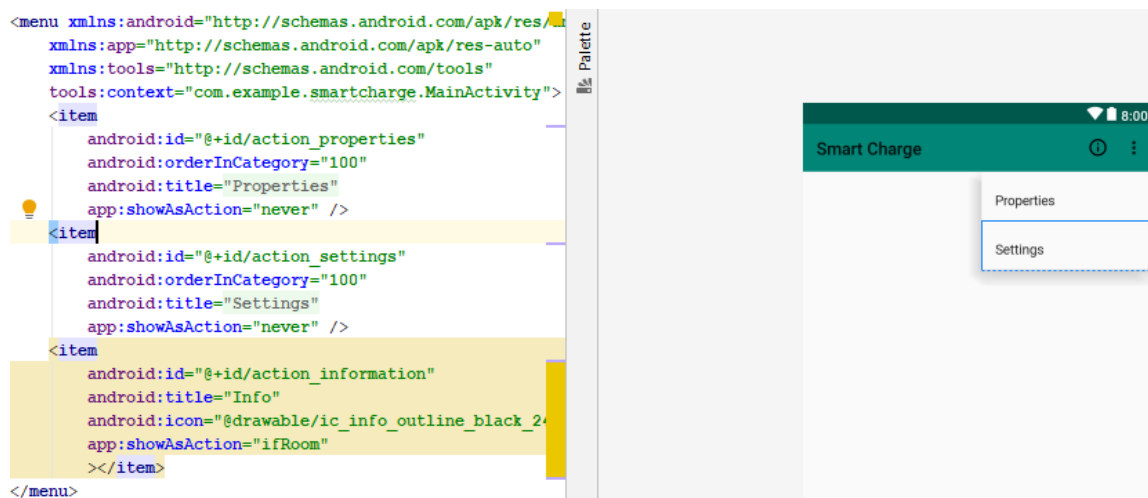 <menu xmlns:android="http://schemas.android.com/apk/res/
xmlns:app="http://schemas.android.com/apk/res-auto"
xmlns:tools="http://schemas.android.com/tools"
tools:context="com.example.smartcharge.MainActivity">
<item
android:id="@+id/action_properties"
android:orderInCategory="100"
android:title="Properties"
app:showAsAction="never" />
<item
android:id="@+id/action_settings"
android:orderInCategory="100"
android:title="Settings"
app:showAsAction="never" />
<item
android:id="@+id/action_information"
android:title="Info"
android:icon="@drawable/ic_info_outline_black_24
app:showAsAction="ifRoom"
></item>
</menu>
Palette
8:00
Smart Charge
Properties
Settings